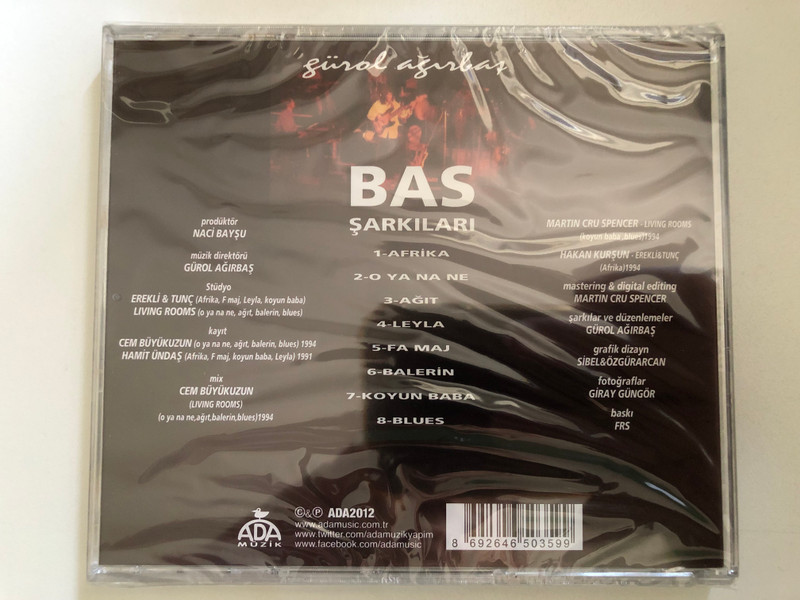 gürol ağırbaş
BAS
ŞARKILARI
1-AFRİKA
2-O YA NA NE
3-AĞIT
4-LEYLA
5-FA MAJ
6-BALERİN
7-KOYUN BABA
8-BLUES
prodüktör
NACİ BAYŞU
müzik direktörü
GÜROL AĞIRBAŞ
Stüdyo
EREKLİ & TUNÇ (Afrika, F maj, Leyla, koyun baba)
LIVING ROOMS (o ya na ne, ağıt, balerin, blues)
kayıt
CEM BÜYÜKUZUN (o ya ne, ağıt, balerin, blues) 1994
HAMİT ÜNDAŞ (Afrika, F maj, koyun baba, Leyla) 1991
mix
CEM BÜYÜKUZUN
(LIVING ROOMS)
(o ya na ne,ağıt,balerin,blues)1994
MARTIN CRU SPENCER - LIVING ROOMS
(koyun baba ,blues)1994
HAKAN KURŞUN - EREKLİ&TUNÇ
(Afrika)1994
mastering & digital editing
MARTIN CRU SPENCER
şarkılar ve düzenlemeler
GÜROL AĞIRBAŞ
grafik dizayn
SİBEL&ÖZGÜRARCAN
fotoğraflar
GİRAY GÜNGÖR
baskı
FRS
ADA
MÜZİK
©&℗ ADA2012
www.adamusic.com.tr
www.twitter.com/adamuzikyapim
www.facebook.com/adamusic
8 692646 503599